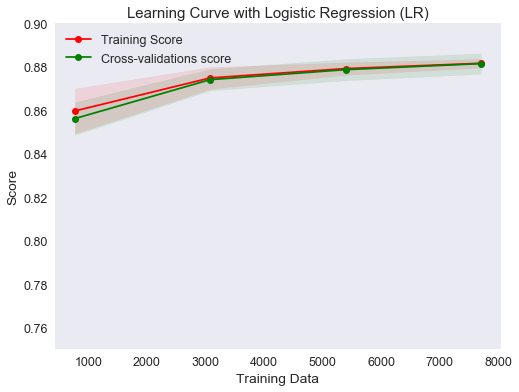 Learning Curve with Logistic Regression (LR)
0.90
0.88
0.86
0.84
0.82
0.80
0.78
0.76
Score
Training Score
Cross-validations score
1000 2000 3000 4000 5000 6000 7000 8000
Training Data